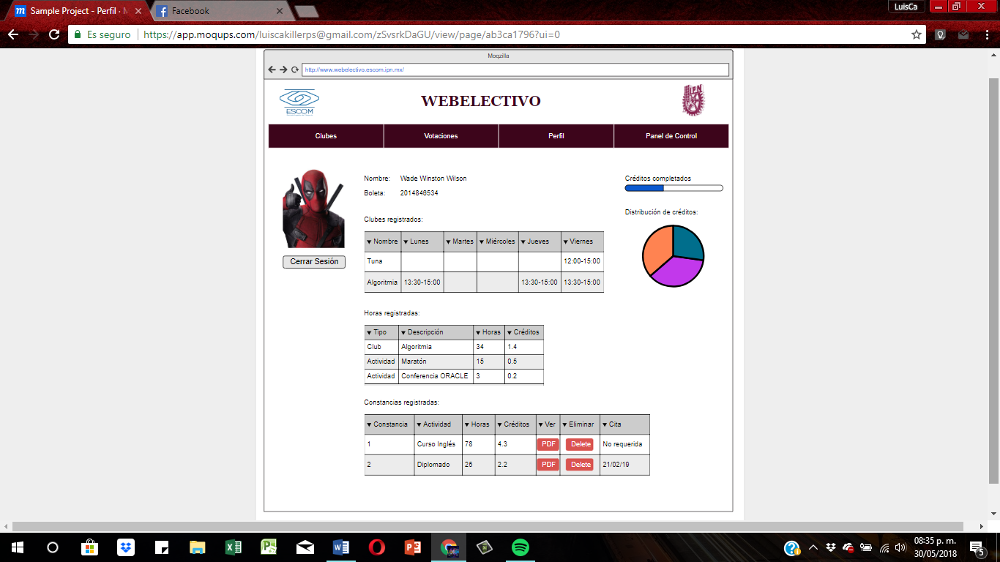 Sample Project - Perfil · M
Facebook
LuisCa
Es seguro
https://app.moqups.com/luiscakillerps@gmail.com/zSvsrkDaGU/view/page/ab3ca1796?ui=0
Moqzilla
http://www.webelectivo.escom.ipn.mx/
ESCOM
WEBELECTIVO
IPN
Clubes Votaciones Perfil Panel de Control
Nombre: Wade Winston Wilson
Boleta: 2014846534
Créditos completados
Distribución de créditos:
Cerrar Sesión
Clubes registrados:
Nombre Lunes Martes Miércoles Jueves Viernes
Tuna 12:00-15:00
Algoritmia 13:30-15:00 13:30-15:00 13:30-15:00
Horas registradas:
Tipo Descripción Horas Créditos
Club Algoritmia 34 1.4
Actividad Maratón 15 0.5
Actividad Conferencia ORACLE 3 0.2
Constancias registradas:
Constancia Actividad Horas Créditos Ver Eliminar Cita
1 Curso Inglés 78 4.3 PDF Delete No requerida
2 Diplomado 25 2.2 PDF Delete 21/02/19
08:35 p. m.
30/05/2018
5